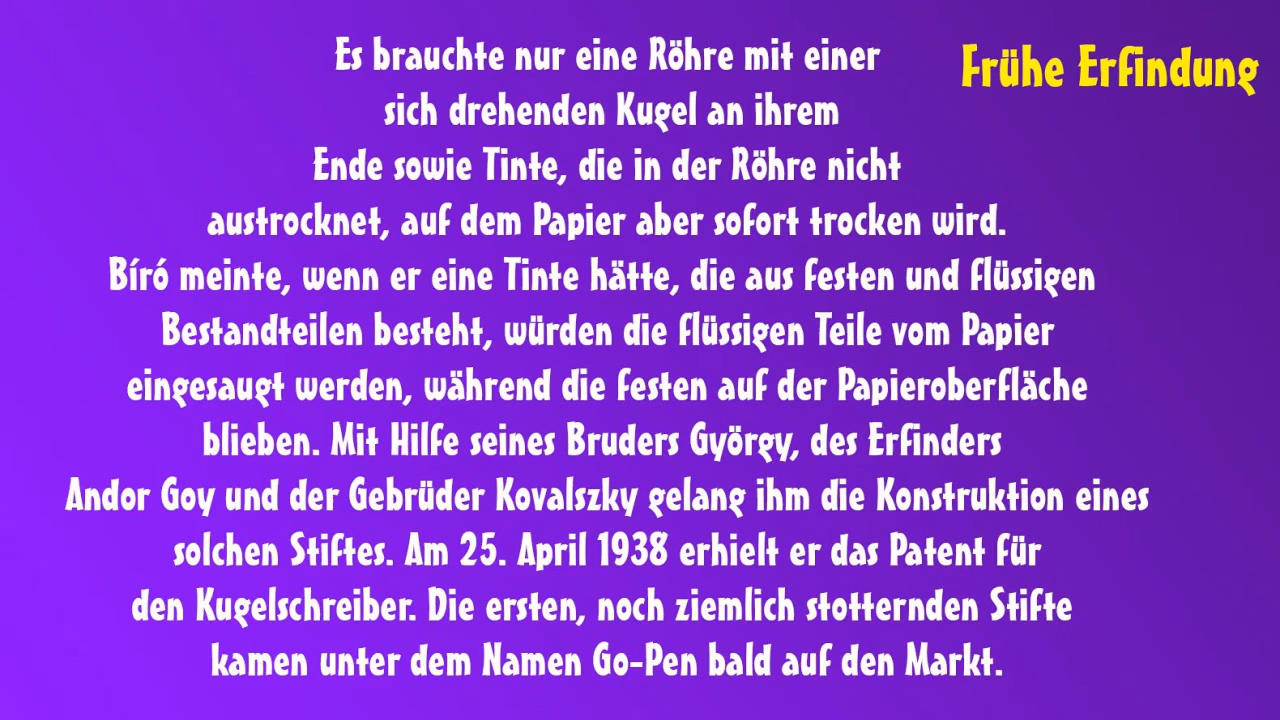 Frühe Erfindung
Es brauchte nur eine Röhre mit einer
sich drehenden Kugel an ihrem
Ende sowie Tinte, die in der Röhre nicht
austrocknet, auf dem Papier aber sofort trocken wird.
Bíró meinte, wenn er eine Tinte hätte, die aus festen und flüssigen
Bestandteilen besteht, würden die flüssigen Teile vom Papier
eingesaugt werden, während die festen auf der Papieroberfläche
blieben. Mit Hilfe seines Bruders György, des Erfinders
Andor Goy und der Gebrüder Kovalszky gelang ihm die Konstruktion eines
solchen Stiftes. Am 25. April 1938 erhielt er das Patent für
den Kugelschreiber. Die ersten, noch ziemlich stotternden Stifte
kamen unter dem Namen Go-Pen bald auf den Markt.